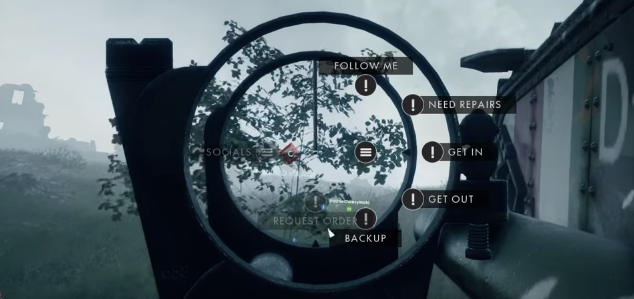 FOLLOW ME
NEED REPAIRS
SOCIALS
C
GET IN
GET OUT
REQUEST ORDER
BACKUP
D